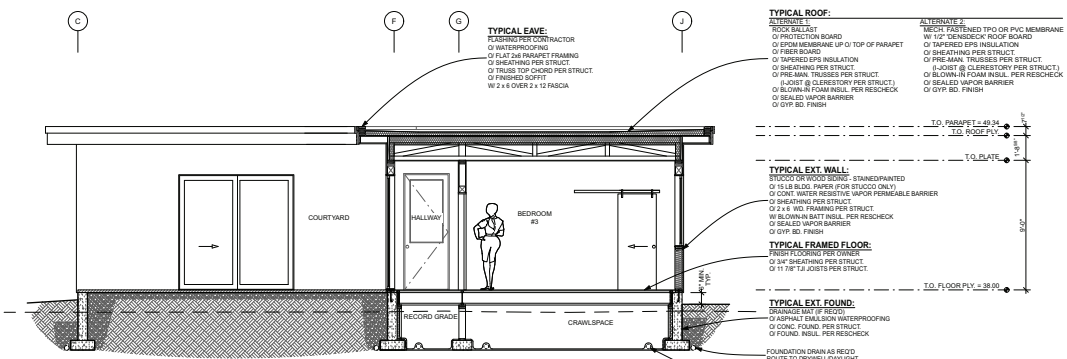 C
F
G
J
TYPICAL EAVE:
FLASHING PER CONTRACTOR
O/ WATERPROOFING
O/ FLAT 2x6 PARAPET FRAMING
O/ SHEATHING PER STRUCT.
O/ TRUSS TOP CHORD PER STRUCT.
O/ FINISHED SOFFIT
W/ 2 x 6 OVER 2 x 12 FASCIA
TYPICAL ROOF:
ALTERNATE 1:
ROCK BALLAST
O/ PROTECTION BOARD
O/ EPDM MEMBRANE UP O/ TOP OF PARAPET
O/ FIBER BOARD
O/ TAPERED EPS INSULATION
O/ SHEATHING PER STRUCT.
O/ PRE-MAN. TRUSSES PER STRUCT.
(I-JOIST @ CLERESTORY PER STRUCT.)
O/ BLOWN-IN FOAM INSUL. PER RESCHECK
O/ SEALED VAPOR BARRIER
O/ GYP. BD. FINISH
ALTERNATE 2:
MECH. FASTENED TPO OR PVC MEMBRANE
W/ 1/2" 'DENSDECK' ROOF BOARD
O/ TAPERED EPS INSULATION
O/ SHEATHING PER STRUCT.
O/ PRE-MAN. TRUSSES PER STRUCT.
(I-JOIST @ CLERESTORY PER STRUCT.)
O/ BLOWN-IN FOAM INSUL. PER RESCHECK
O/ SEALED VAPOR BARRIER
O/ GYP. BD. FINISH
T.O. PARAPET = 49.34
T.O. ROOF PLY.
T.O. PLATE
9'-0"
TYPICAL EXT. WALL:
STUCCO OR WOOD SIDING - STAINED/PAINTED
O/ 15 LB BLDG. PAPER (FOR STUCCO ONLY)
O/ CONT. WATER RESISTIVE VAPOR PERMEABLE BARRIER
O/ SHEATHING PER STRUCT.
O/ 2 x 6 WD. FRAMING PER STRUCT.
W/ BLOWN-IN BATT INSUL. PER RESCHECK
O/ SEALED VAPOR BARRIER
O/ GYP. BD. FINISH
COURTYARD
HALLWAY
BEDROOM
#3
TYPICAL FRAMED FLOOR:
FINISH FLOORING PER OWNER
O/ 3/4" SHEATHING PER STRUCT.
O/ 11 7/8" TJI JOISTS PER STRUCT.
MIN.
TYP.
T.O. FLOOR PLY. = 38.00
TYPICAL EXT. FOUND:
DRAINAGE MAT (IF REQ'D)
O/ ASPHALT EMULSION WATERPROOFING
O/ CONC. FOUND. PER STRUCT.
O/ FOUND. INSUL. PER RESCHECK
RECORD GRADE
CRAWLSPACE
FOUNDATION DRAIN AS REQ'D
ROUTE TO DRYWELL/DAYLIGHT